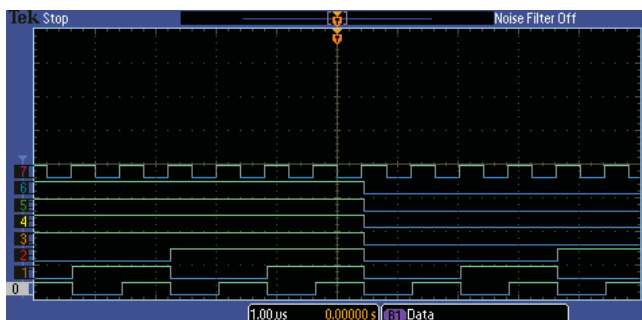 Tek Stop Noise Filter Off
T
T
7
6
5
4
3
2
1
0
1.00 µs 0.00000 s B1 Data